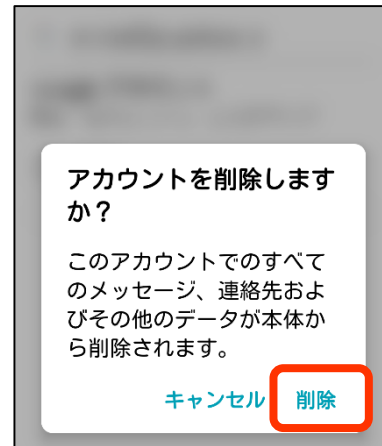 アカウントを削除します
か？
このアカウントでのすべて
のメッセージ、連絡先およ
びその他のデータが本体か
ら削除されます。
キャンセル 削除